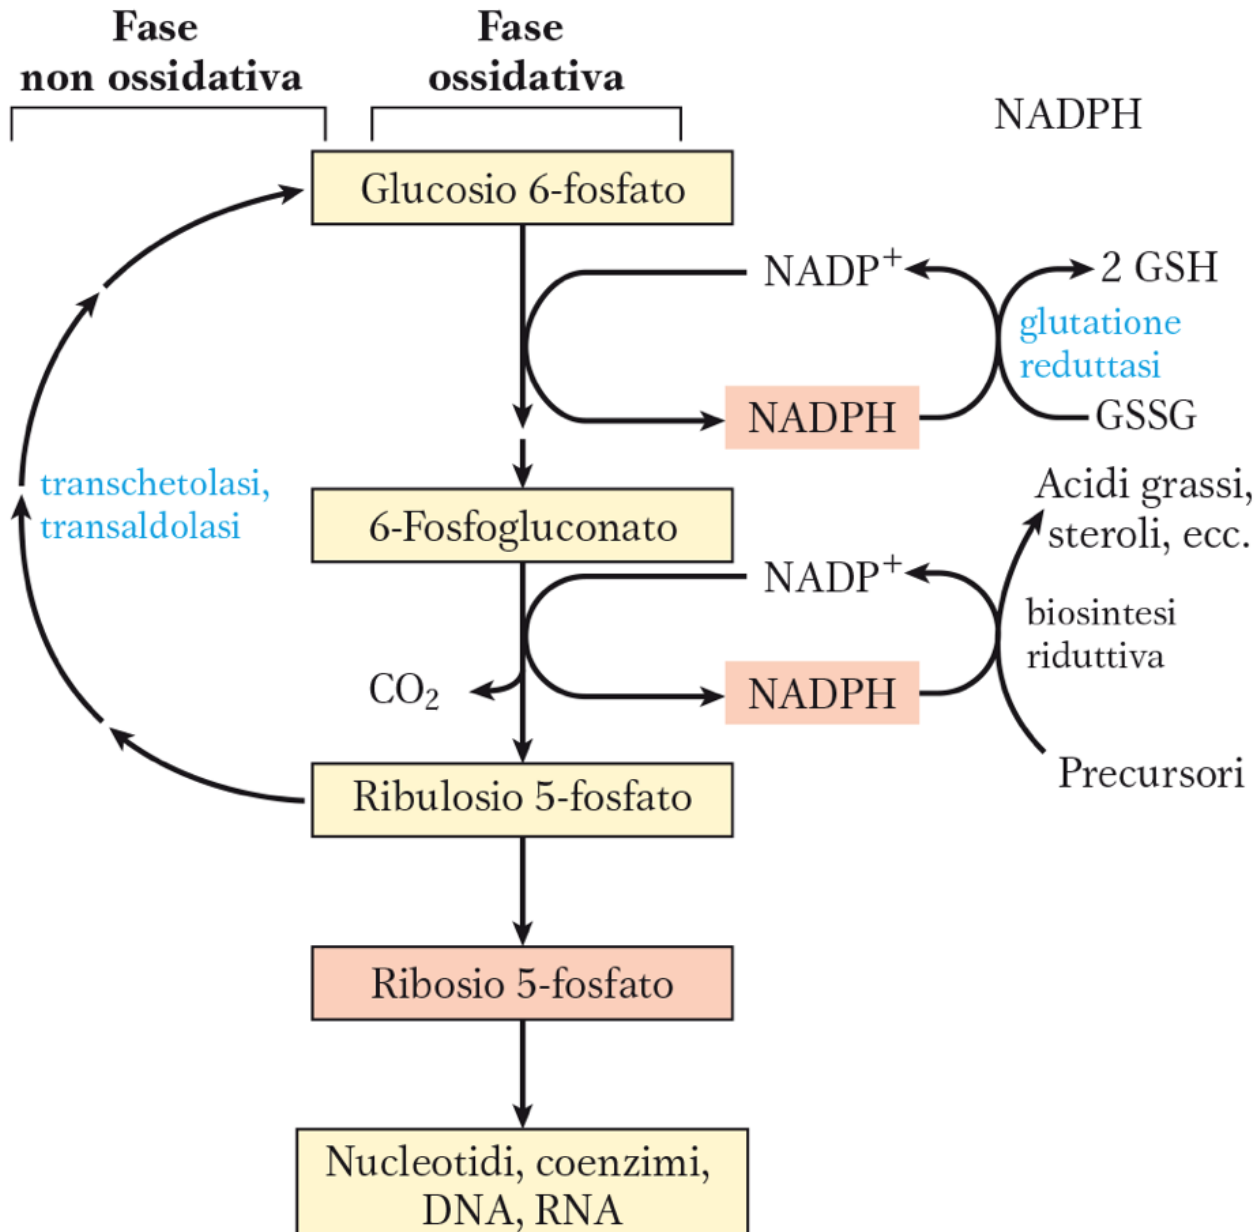 Fase
non ossidativa
Fase
ossidativa
NADPH
Glucosio 6-fosfato
NADP⁺
2 GSH
glutatione
reduttasi
NADPH
GSSG
transchetolasi,
transaldolasi
6-Fosfogluconato
Acidi grassi,
steroli, ecc.
NADP⁺
biosintesi
riduttiva
CO₂
NADPH
Precursori
Ribulosio 5-fosfato
Ribosio 5-fosfato
Nucleotidi, coenzimi,
DNA, RNA